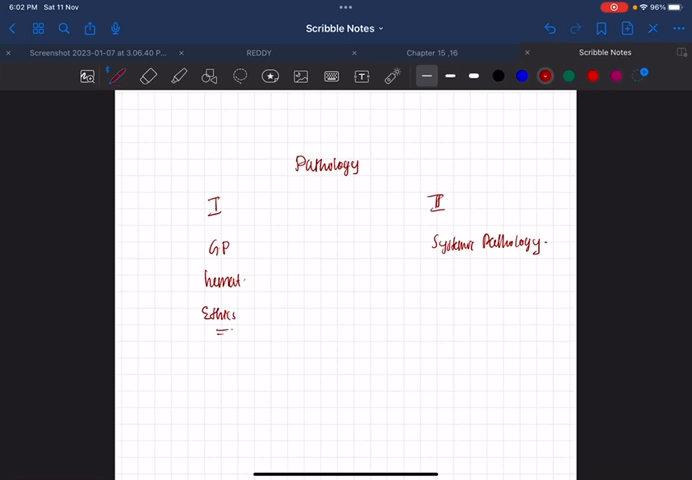 6:02 PM Sat 11 Nov
96%
Scribble Notes
Screenshot 2023-01-07 at 3.06.40 P...
REDDY
Chapter 15 ,16
Scribble Notes
Pathology
I
II
GP
Systemic Pathology.
hemat.
Ethics